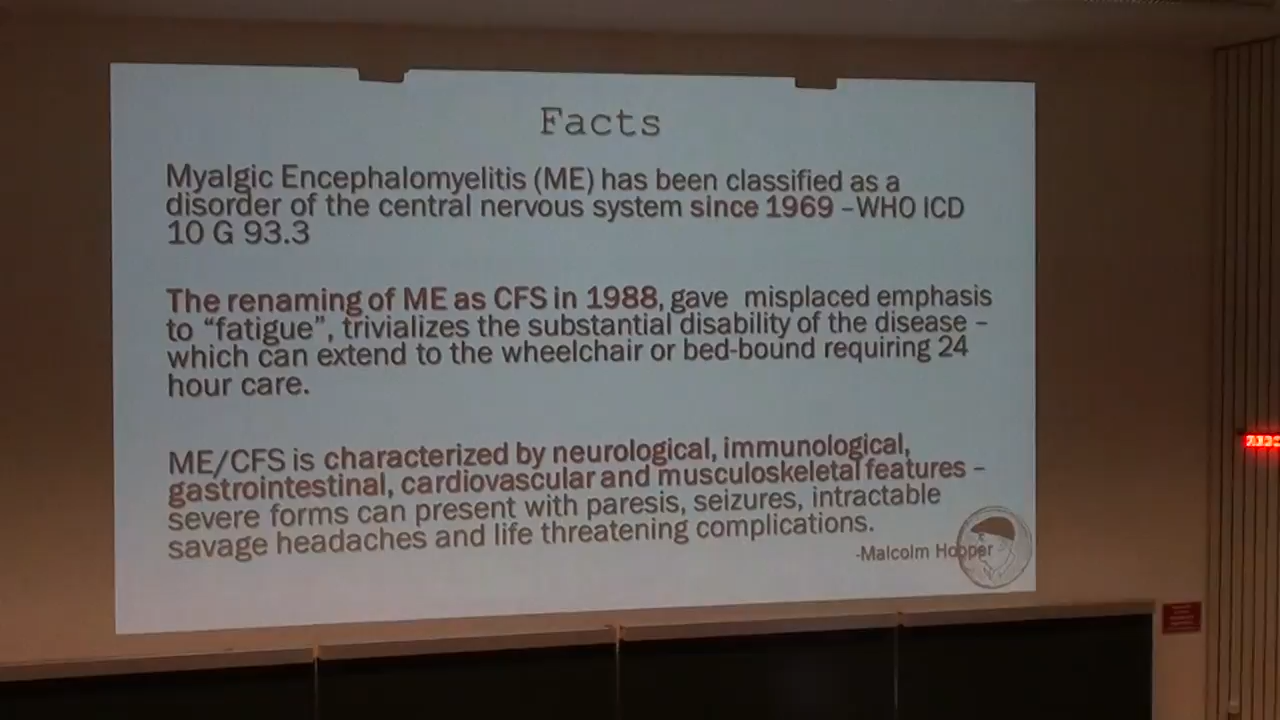 Facts
Myalgic Encephalomyelitis (ME) has been classified as a
disorder of the central nervous system since 1969 –WHO ICD
10 G 93.3
The renaming of ME as CFS in 1988, gave misplaced emphasis
to “fatigue”, trivializes the substantial disability of the disease –
which can extend to the wheelchair or bed-bound requiring 24
hour care.
ME/CFS is characterized by neurological, immunological,
gastrointestinal, cardiovascular and musculoskeletal features –
severe forms can present with paresis, seizures, intractable
savage headaches and life threatening complications.
-Malcolm Hooper